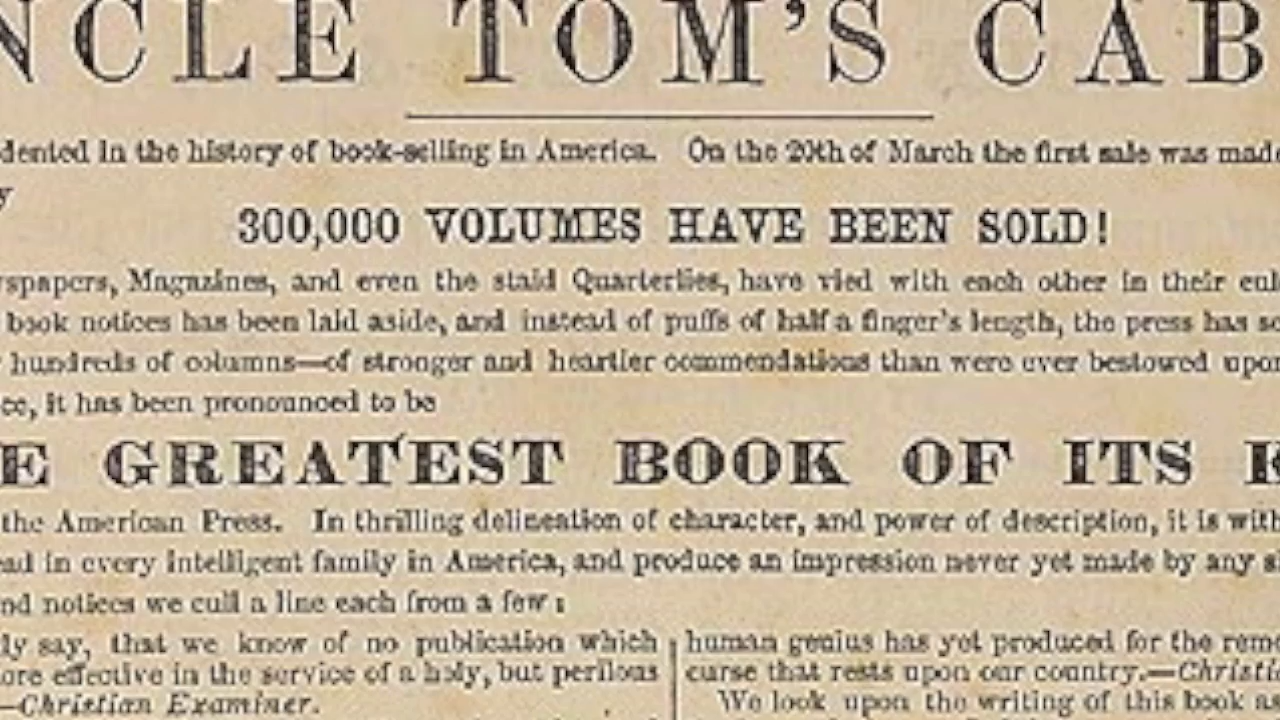 NCLE TOM'S CAB
dented in the history of book-selling in America. On the 20th of March the first sale was made
y
300,000 VOLUMES HAVE BEEN SOLD!
spapers, Magazines, and even the staid Quarterlies, have vied with each other in their eul
book notices has been laid aside, and instead of puffs of half a finger's length, the press has se
hundreds of columns—of stronger and heartier commendations than were ever bestowed upon
ce, it has been pronounced to be
E GREATEST BOOK OF ITS K
the American Press. In thrilling delineation of character, and power of description, it is with
ead in every intelligent family in America, and produce an impression never yet made by any si
nd notices we cull a line each from a few:
ly say, that we know of no publication which
ore effective in the service of a holy, but perilous
—Christian Examiner.
human genius has yet produced for the remo
curse that rests upon our country.—Christi
We look upon the writing of this book as